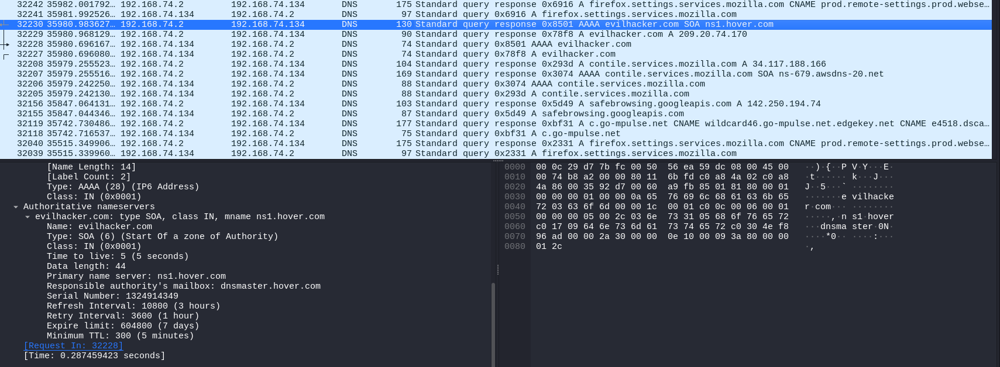 32242 35982.001792… 192.168.74.2 192.168.74.134 DNS 175 Standard query response 0x6916 A firefox.settings.services.mozilla.com CNAME prod.remote-settings.prod.webse…
32241 35981.992526… 192.168.74.134 192.168.74.2 DNS 97 Standard query 0x6916 A firefox.settings.services.mozilla.com
32230 35980.983627… 192.168.74.2 192.168.74.134 DNS 130 Standard query response 0x8501 AAAA evilhacker.com SOA ns1.hover.com
32229 35980.968129… 192.168.74.2 192.168.74.134 DNS 90 Standard query response 0x78f8 A evilhacker.com A 209.20.74.170
32228 35980.696167… 192.168.74.134 192.168.74.2 DNS 74 Standard query 0x8501 AAAA evilhacker.com
32227 35980.696080… 192.168.74.134 192.168.74.2 DNS 74 Standard query 0x78f8 A evilhacker.com
32208 35979.255523… 192.168.74.2 192.168.74.134 DNS 104 Standard query response 0x293d A contile.services.mozilla.com A 34.117.188.166
32207 35979.255516… 192.168.74.2 192.168.74.134 DNS 169 Standard query response 0x3074 AAAA contile.services.mozilla.com SOA ns-679.awsdns-20.net
32206 35979.242250… 192.168.74.134 192.168.74.2 DNS 88 Standard query 0x3074 AAAA contile.services.mozilla.com
32205 35979.242130… 192.168.74.134 192.168.74.2 DNS 88 Standard query 0x293d A contile.services.mozilla.com
32156 35847.064131… 192.168.74.2 192.168.74.134 DNS 103 Standard query response 0x5d49 A safebrowsing.googleapis.com A 142.250.194.74
32155 35847.044346… 192.168.74.134 192.168.74.2 DNS 87 Standard query 0x5d49 A safebrowsing.googleapis.com
32119 35742.730486… 192.168.74.2 192.168.74.134 DNS 177 Standard query response 0xbf31 A c.go-mpulse.net CNAME wildcard46.go-mpulse.net.edgekey.net CNAME e4518.dsca…
32118 35742.716537… 192.168.74.134 192.168.74.2 DNS 75 Standard query 0xbf31 A c.go-mpulse.net
32040 35515.349906… 192.168.74.2 192.168.74.134 DNS 175 Standard query response 0x2331 A firefox.settings.services.mozilla.com CNAME prod.remote-settings.prod.webse…
32039 35515.339960… 192.168.74.134 192.168.74.2 DNS 97 Standard query 0x2331 A firefox.settings.services.mozilla.com
[Name Length: 14]
[Label Count: 2]
Type: AAAA (28) (IP6 Address)
Class: IN (0x0001)
Authoritative nameservers
evilhacker.com: type SOA, class IN, mname ns1.hover.com
Name: evilhacker.com
Type: SOA (6) (Start Of a zone of Authority)
Class: IN (0x0001)
Time to live: 5 (5 seconds)
Data length: 44
Primary name server: ns1.hover.com
Responsible authority's mailbox: dnsmaster.hover.com
Serial Number: 1324914349
Refresh Interval: 10800 (3 hours)
Retry Interval: 3600 (1 hour)
Expire limit: 604800 (7 days)
Minimum TTL: 300 (5 minutes)
[Request In: 32228]
[Time: 0.287459423 seconds]
0000 00 0c 29 d7 7b fc 00 50 56 ea 59 dc 08 00 45 00 ··)·{··P V·Y···E·
0010 00 74 b8 a2 00 00 80 11 6b fd c0 a8 4a 02 c0 a8 ·t······ k···J···
0020 4a 86 00 35 92 d7 00 60 a9 fb 85 01 81 80 00 01 J··5···` ········
0030 00 00 00 01 00 00 0a 65 76 69 6c 68 61 63 6b 65 ·······e vilhacke
0040 72 03 63 6f 6d 00 00 1c 00 01 c0 0c 00 06 00 01 r·com··· ········
0050 00 00 00 05 00 2c 03 6e 73 31 05 68 6f 76 65 72 ·····,·n s1·hover
0060 c0 17 09 64 6e 73 6d 61 73 74 65 72 c0 30 4e f8 ···dnsma ster·0N·
0070 96 ad 00 00 2a 30 00 00 0e 10 00 09 3a 80 00 00 ····*0·· ····:···
0080 01 2c ·,